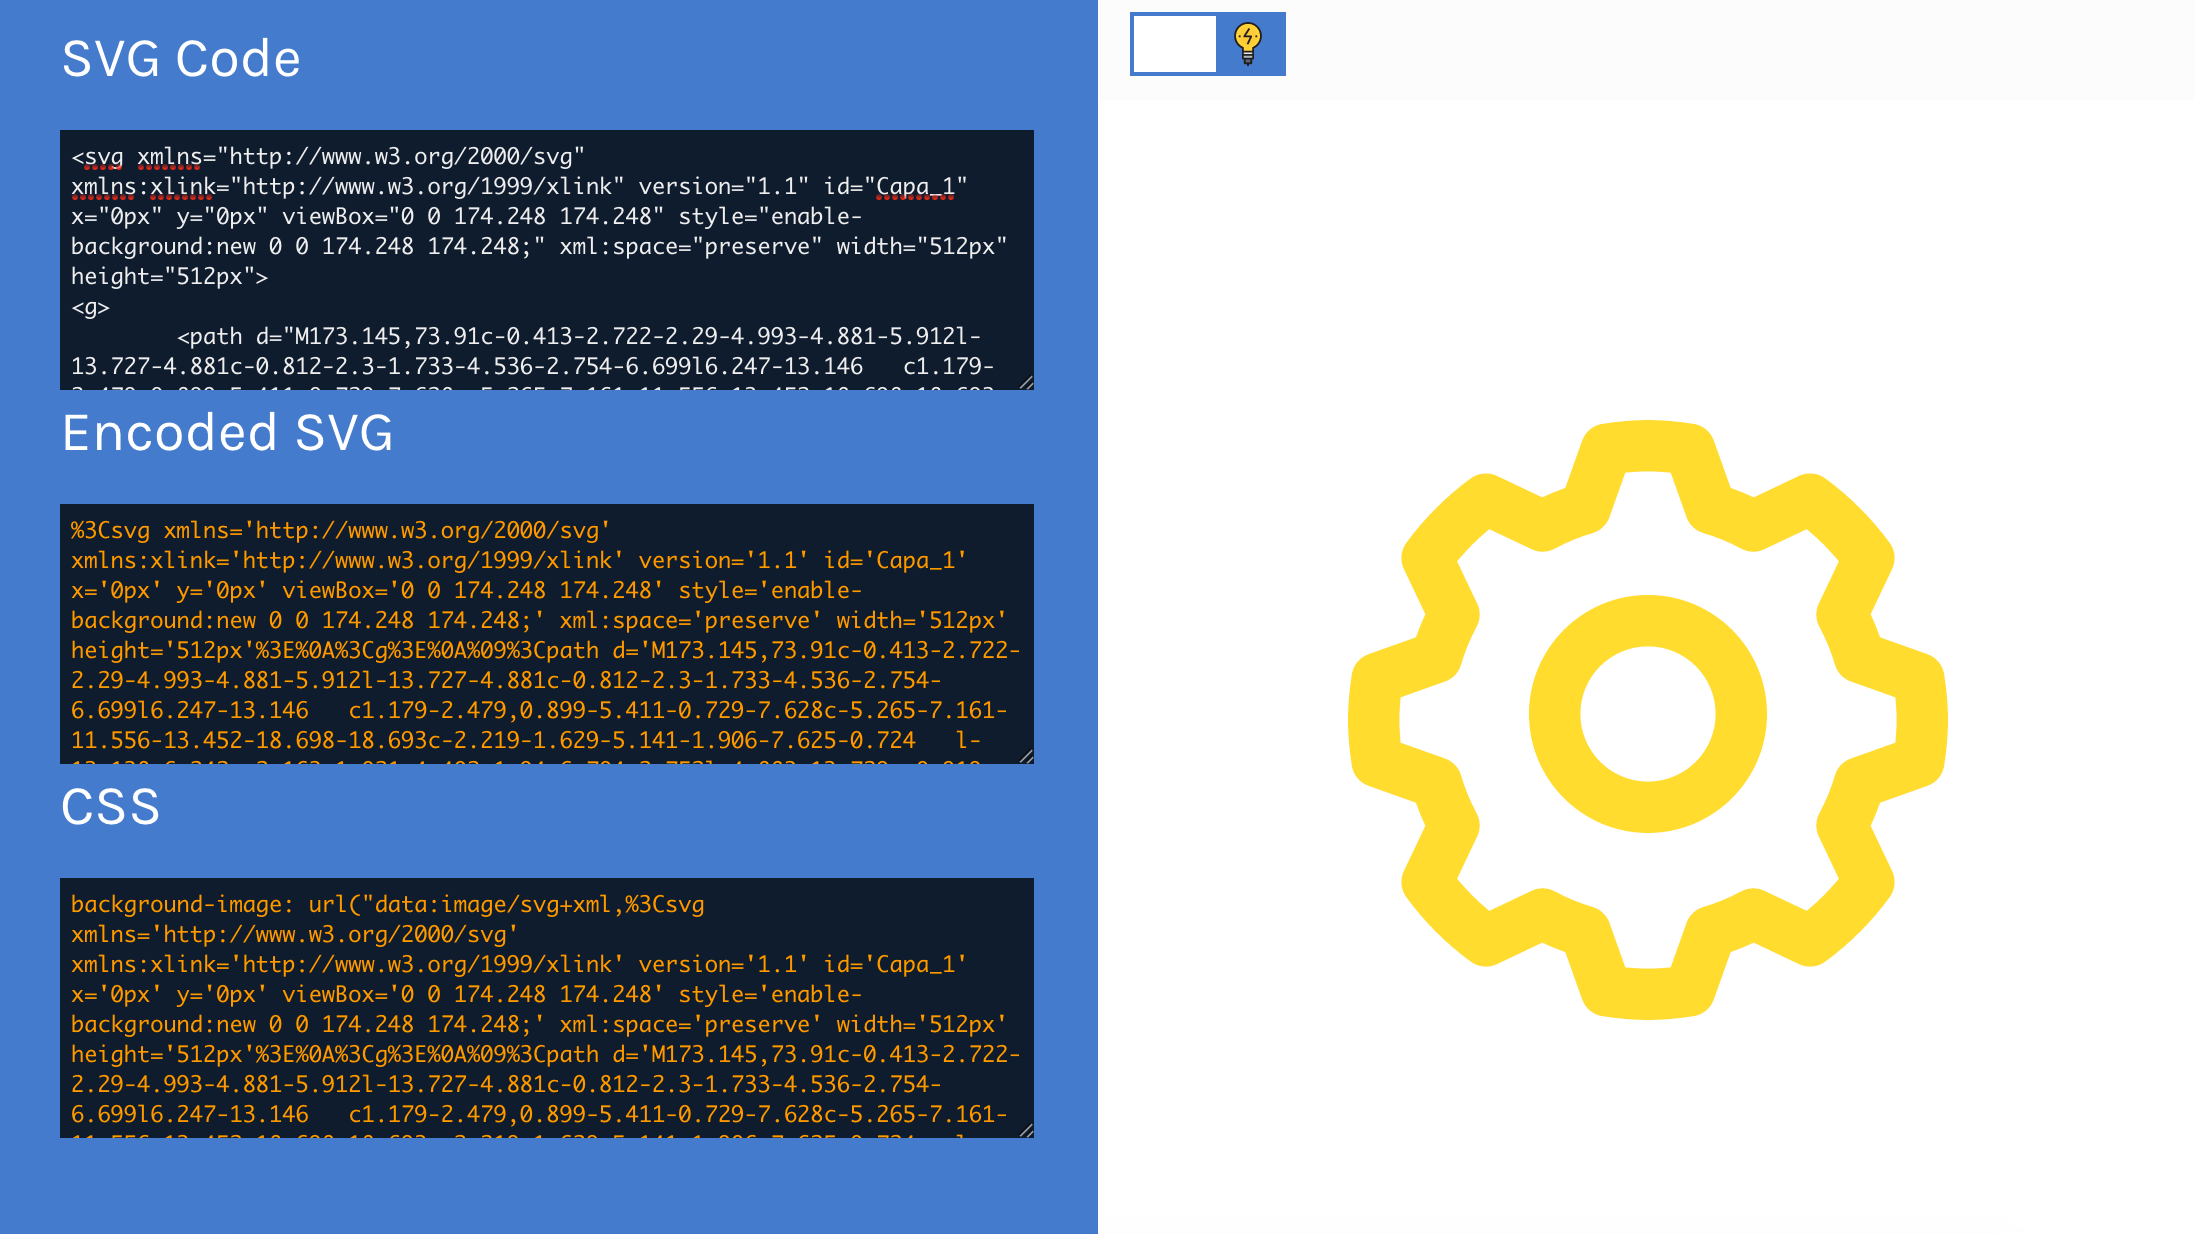 SVG Code
<svg xmlns="http://www.w3.org/2000/svg"
xmlns:xlink="http://www.w3.org/1999/xlink" version="1.1" id="Capa_1"
x="0px" y="0px" viewBox="0 0 174.248 174.248" style="enable-
background:new 0 0 174.248 174.248;" xml:space="preserve" width="512px"
height="512px">
<g>
<path d="M173.145,73.91c-0.413-2.722-2.29-4.993-4.881-5.912l-
13.727-4.881c-0.812-2.3-1.733-4.536-2.754-6.699l6.247-13.146   c1.179-
Encoded SVG
%3Csvg xmlns='http://www.w3.org/2000/svg'
xmlns:xlink='http://www.w3.org/1999/xlink' version='1.1' id='Capa_1'
x='0px' y='0px' viewBox='0 0 174.248 174.248' style='enable-
background:new 0 0 174.248 174.248;' xml:space='preserve' width='512px'
height='512px'%3E%0A%3Cg%3E%0A%09%3Cpath d='M173.145,73.91c-0.413-2.722-
2.29-4.993-4.881-5.912l-13.727-4.881c-0.812-2.3-1.733-4.536-2.754-
6.699l6.247-13.146   c1.179-2.479,0.899-5.411-0.729-7.628c-5.265-7.161-
11.556-13.452-18.698-18.693c-2.219-1.629-5.141-1.906-7.625-0.724   l-
CSS
background-image: url("data:image/svg+xml,%3Csvg
xmlns='http://www.w3.org/2000/svg'
xmlns:xlink='http://www.w3.org/1999/xlink' version='1.1' id='Capa_1'
x='0px' y='0px' viewBox='0 0 174.248 174.248' style='enable-
background:new 0 0 174.248 174.248;' xml:space='preserve' width='512px'
height='512px'%3E%0A%3Cg%3E%0A%09%3Cpath d='M173.145,73.91c-0.413-2.722-
2.29-4.993-4.881-5.912l-13.727-4.881c-0.812-2.3-1.733-4.536-2.754-
6.699l6.247-13.146   c1.179-2.479,0.899-5.411-0.729-7.628c-5.265-7.161-